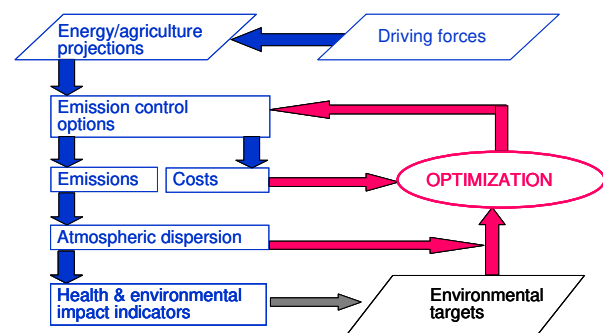 Energy/agriculture
projections
Driving forces
Emission control
options
Emissions
Costs
OPTIMIZATION
Atmospheric dispersion
Health & environmental
impact indicators
Environmental
targets